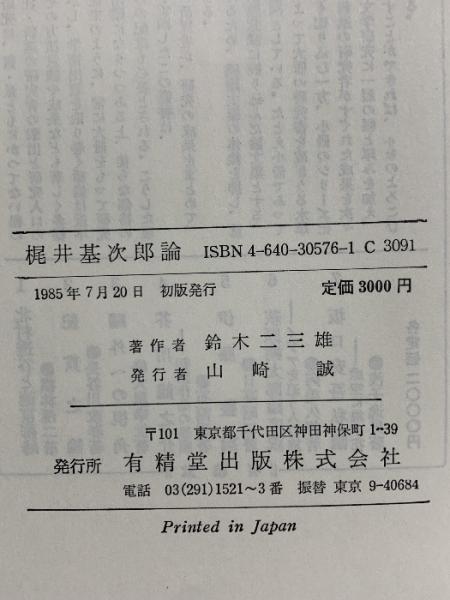 梶井基次郎論 ISBN 4-640-30576-1 C 3091
1985年7月20日 初版発行 定価 3000 円
著作者 鈴木二三雄
発行者 山崎 誠
〒101 東京都千代田区神田神保町 1-39
発行所 有精堂出版株式会社
電話 03(291)1521~3番 振替 東京 9-40684
Printed in Japan